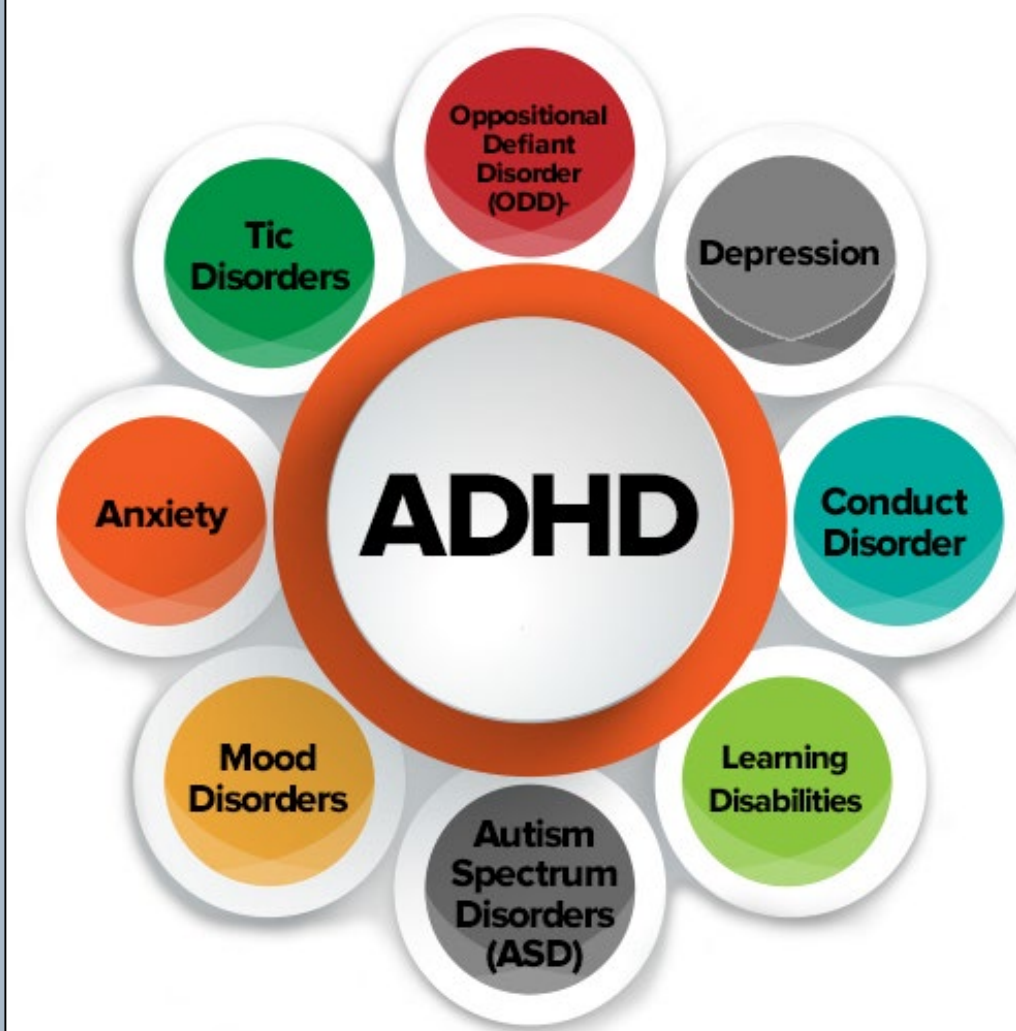 Oppositional
Defiant
Disorder
(ODD)-
Tic
Disorders
Depression
Anxiety
ADHD
Conduct
Disorder
Mood
Disorders
Learning
Disabilities
Autism
Spectrum
Disorders
(ASD)